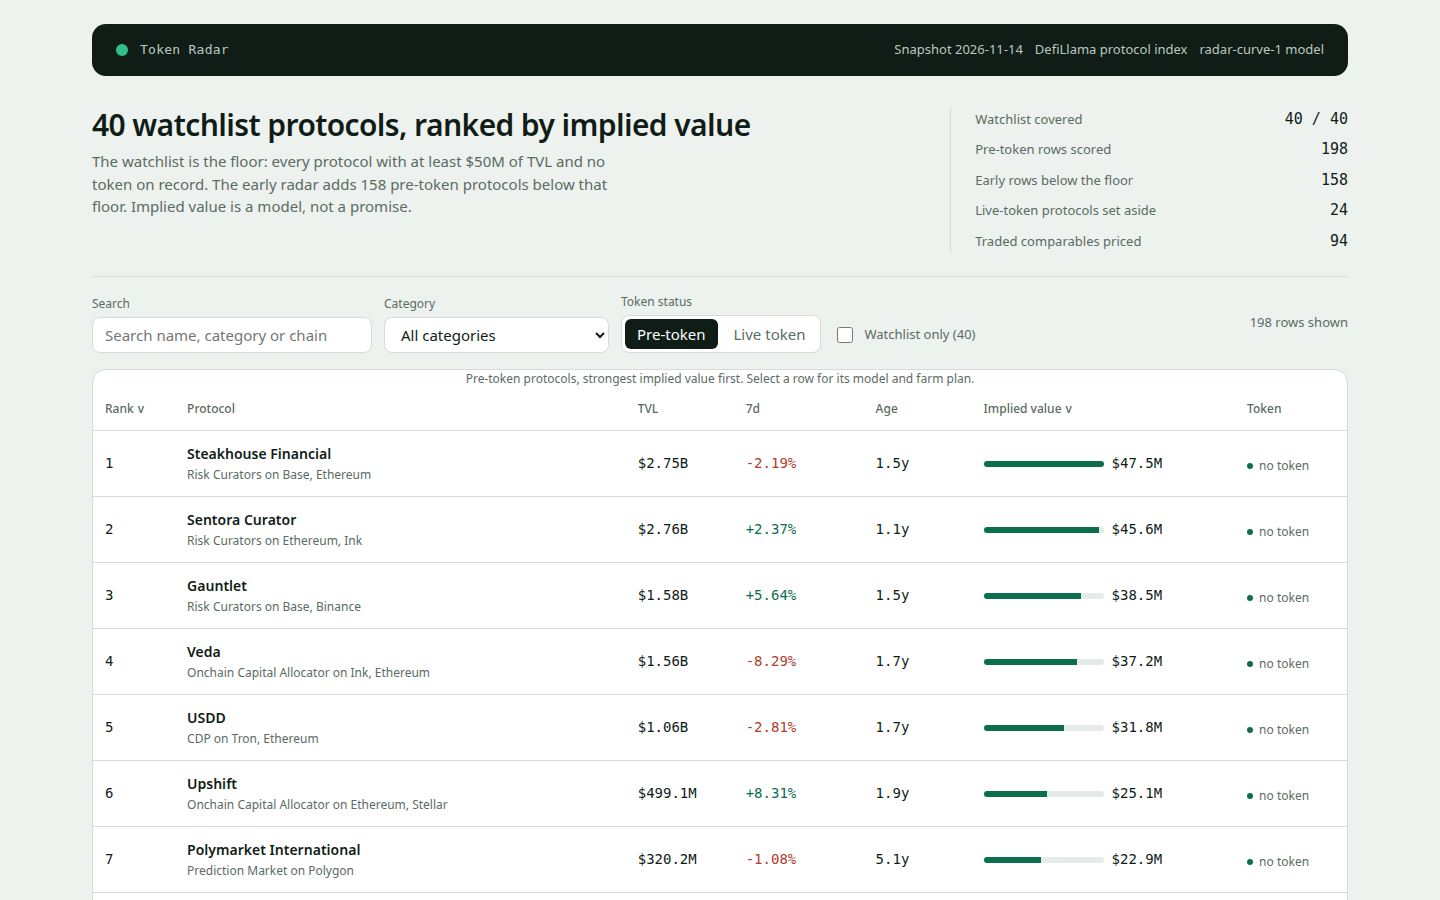 Token Radar
Snapshot 2026-11-14 DefiLlama protocol index radar-curve-1 model
40 watchlist protocols, ranked by implied value
The watchlist is the floor: every protocol with at least $50M of TVL and no
token on record. The early radar adds 158 pre-token protocols below that
floor. Implied value is a model, not a promise.
Watchlist covered 40 / 40
Pre-token rows scored 198
Early rows below the floor 158
Live-token protocols set aside 24
Traded comparables priced 94
Search
Search name, category or chain
Category
All categories
Token status
Pre-token Live token
Watchlist only (40)
198 rows shown
Pre-token protocols, strongest implied value first. Select a row for its model and farm plan.
Rank v Protocol TVL 7d Age Implied value v Token
1 Steakhouse Financial $2.75B -2.19% 1.5y $47.5M no token
Risk Curators on Base, Ethereum
2 Sentora Curator $2.76B +2.37% 1.1y $45.6M no token
Risk Curators on Ethereum, Ink
3 Gauntlet $1.58B +5.64% 1.5y $38.5M no token
Risk Curators on Base, Binance
4 Veda $1.56B -8.29% 1.7y $37.2M no token
Onchain Capital Allocator on Ink, Ethereum
5 USDD $1.06B -2.81% 1.7y $31.8M no token
CDP on Tron, Ethereum
6 Upshift $499.1M +8.31% 1.9y $25.1M no token
Onchain Capital Allocator on Ethereum, Stellar
7 Polymarket International $320.2M -1.08% 5.1y $22.9M no token
Prediction Market on Polygon